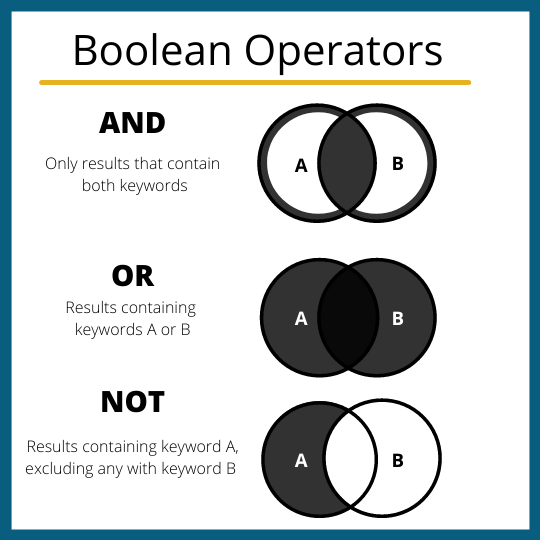 Boolean Operators
AND
Only results that contain
both keywords
A
B
OR
Results containing
keywords A or B
A
B
NOT
Results containing keyword A,
excluding any with keyword B
A
B